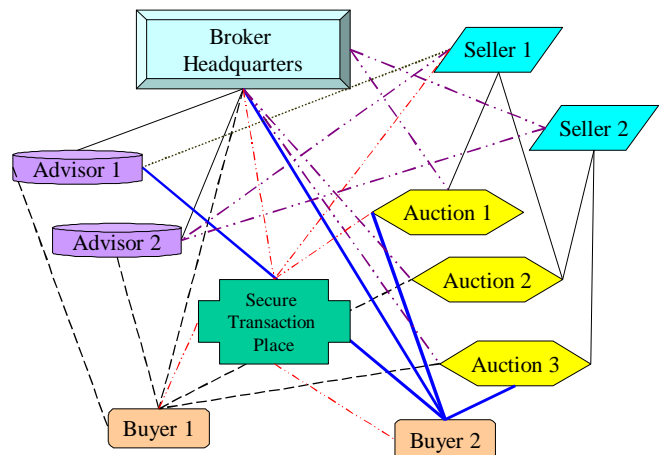 Broker
Headquarters
Seller 1
Seller 2
Advisor 1
Auction 1
Advisor 2
Auction 2
Secure
Transaction
Place
Auction 3
Buyer 1
Buyer 2